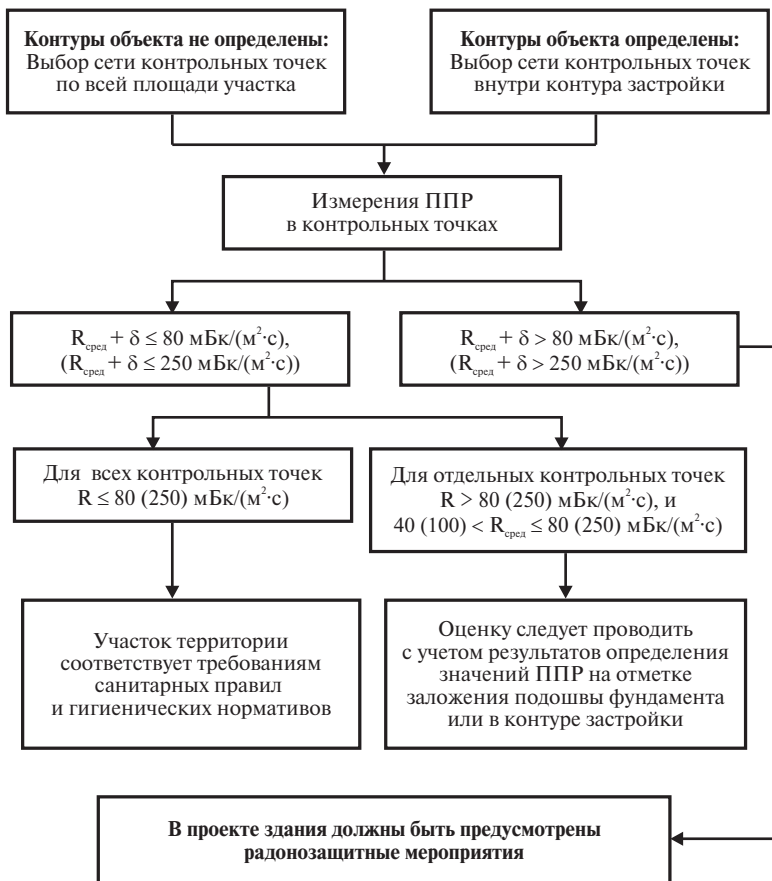 Контуры объекта не определены:
Выбор сети контрольных точек
по всей площади участка
Контуры объекта определены:
Выбор сети контрольных точек
внутри контура застройки
Измерения ППР
в контрольных точках
Rсред + δ ≤ 80 мБк/(м²·с),
(Rсред + δ ≤ 250 мБк/(м²·с))
Rсред + δ > 80 мБк/(м²·с),
(Rсред + δ > 250 мБк/(м²·с))
Для всех контрольных точек
R ≤ 80 (250) мБк/(м²·с)
Для отдельных контрольных точек
R > 80 (250) мБк/(м²·с), и
40 (100) < Rсред ≤ 80 (250) мБк/(м²·с)
Участок территории
соответствует требованиям
санитарных правил
и гигиенических нормативов
Оценку следует проводить
с учетом результатов определения
значений ППР на отметке
заложения подошвы фундамента
или в контуре застройки
В проекте здания должны быть предусмотрены
радонозащитные мероприятия